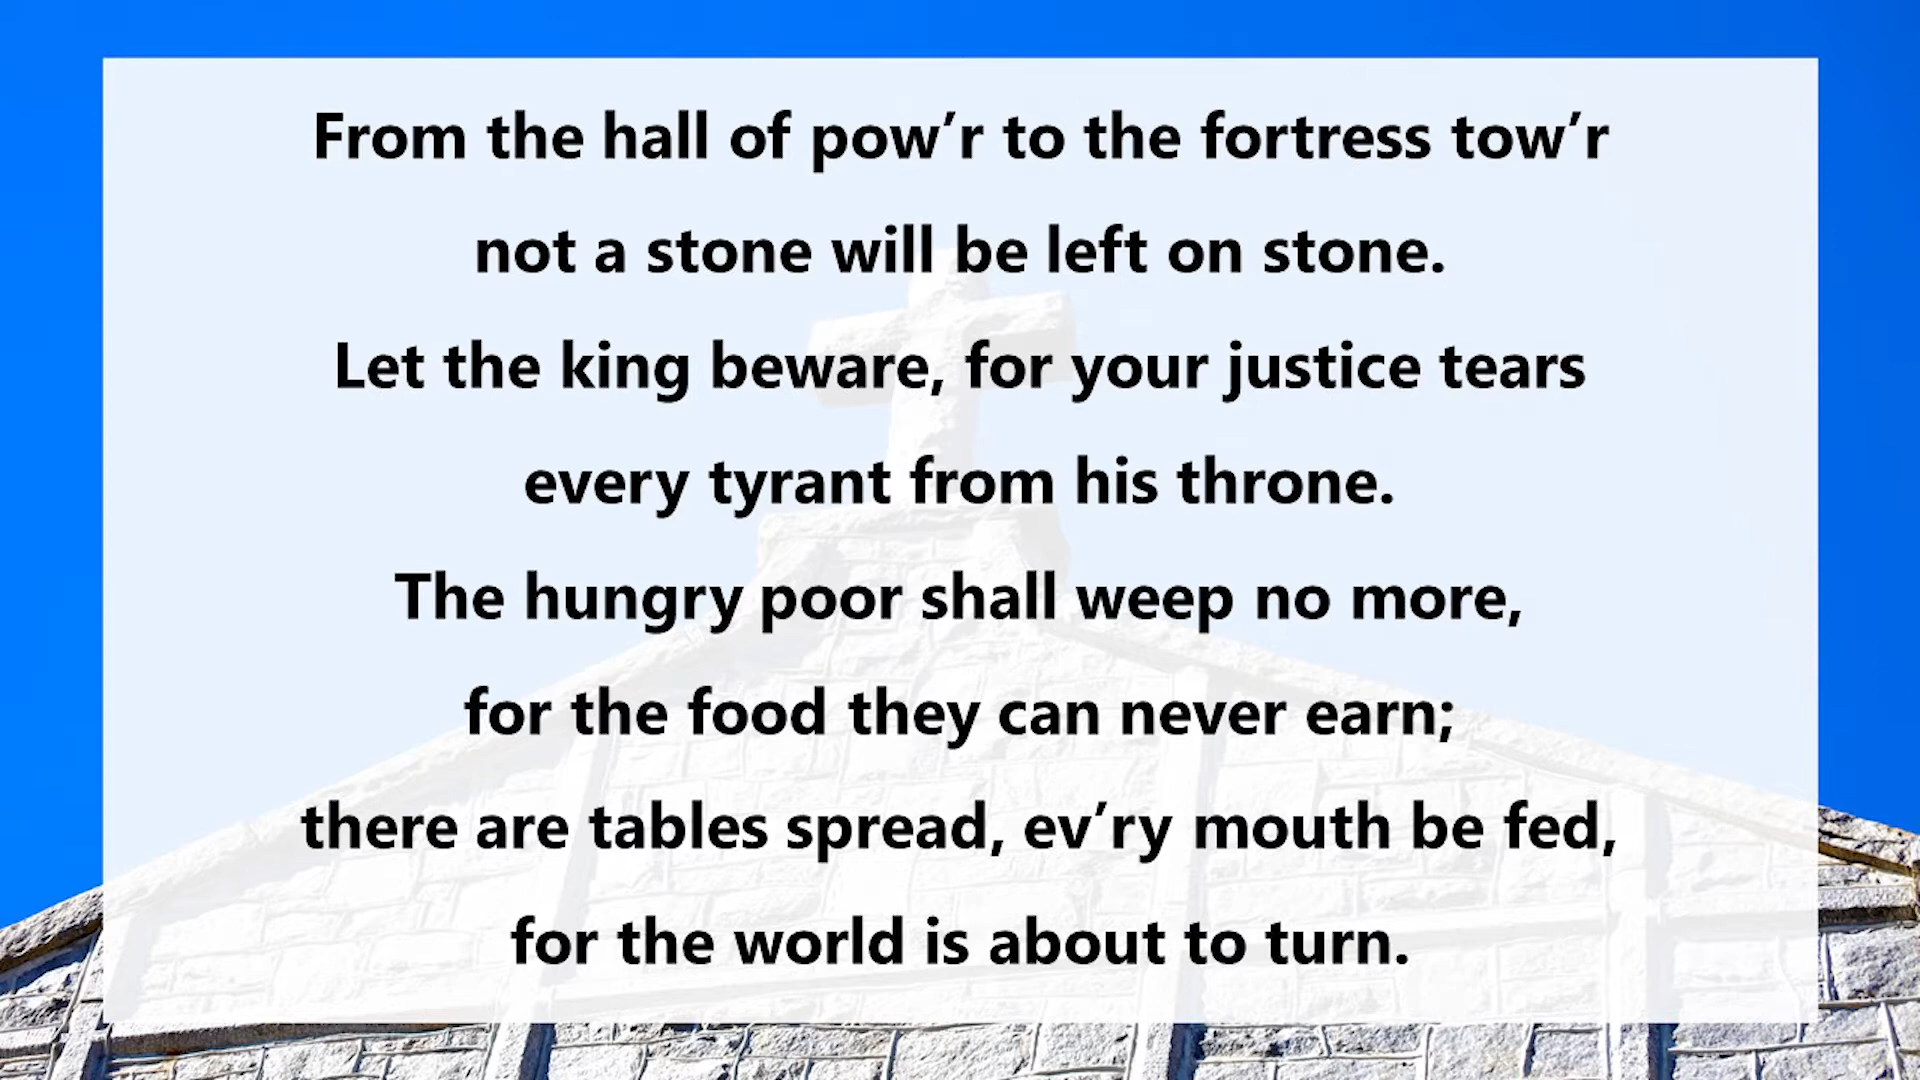 From the hall of pow’r to the fortress tow’r
not a stone will be left on stone.
Let the king beware, for your justice tears
every tyrant from his throne.
The hungry poor shall weep no more,
for the food they can never earn;
there are tables spread, ev’ry mouth be fed,
for the world is about to turn.